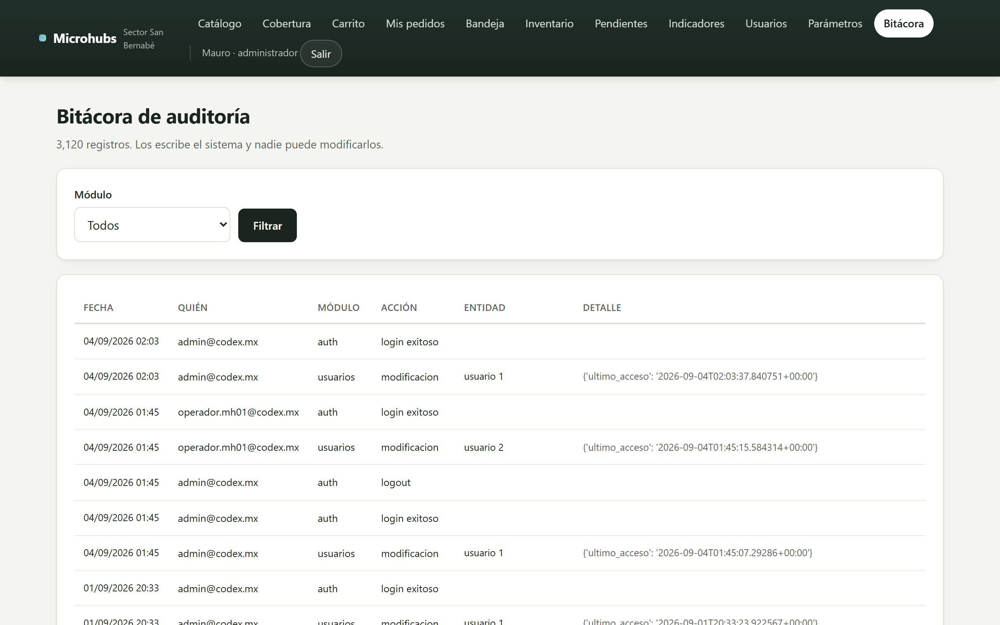 Microhubs
Sector San
Bernabé
Catálogo Cobertura Carrito Mis pedidos Bandeja Inventario Pendientes Indicadores Usuarios Parámetros Bitácora
Mauro · administrador Salir
Bitácora de auditoría
3,120 registros. Los escribe el sistema y nadie puede modificarlos.
Módulo
Todos Filtrar
FECHA QUIÉN MÓDULO ACCIÓN ENTIDAD DETALLE
04/09/2026 02:03 admin@codex.mx auth login exitoso
04/09/2026 02:03 admin@codex.mx usuarios modificacion usuario 1 {'ultimo_acceso': '2026-09-04T02:03:37.840751+00:00'}
04/09/2026 01:45 operador.mh01@codex.mx auth login exitoso
04/09/2026 01:45 operador.mh01@codex.mx usuarios modificacion usuario 2 {'ultimo_acceso': '2026-09-04T01:45:15.584314+00:00'}
04/09/2026 01:45 admin@codex.mx auth logout
04/09/2026 01:45 admin@codex.mx auth login exitoso
04/09/2026 01:45 admin@codex.mx usuarios modificacion usuario 1 {'ultimo_acceso': '2026-09-04T01:45:07.29286+00:00'}
01/09/2026 20:33 admin@codex.mx auth login exitoso
01/09/2026 20:33 admin@codex.mx usuarios modificacion usuario 1 {'ultimo_acceso': '2026-09-01T20:33:23.922567+00:00'}